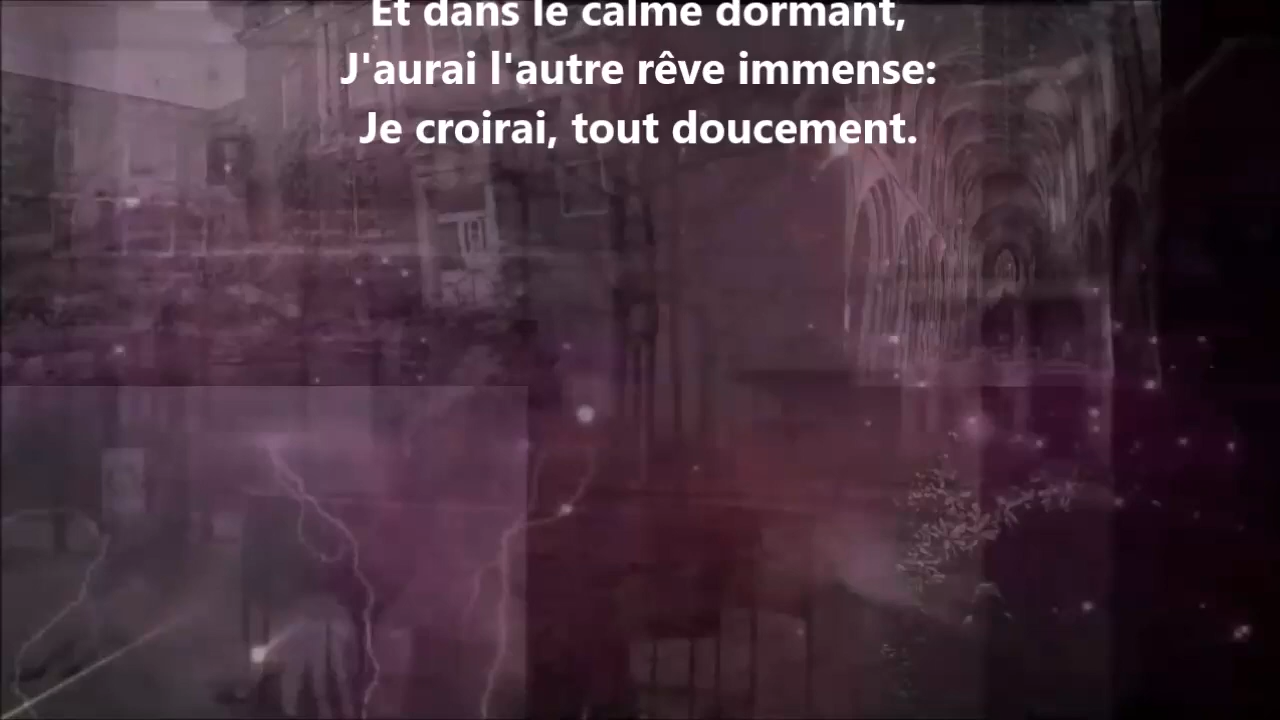 Et dans le calme dormant,
J'aurai l'autre rêve immense:
Je croirai, tout doucement.